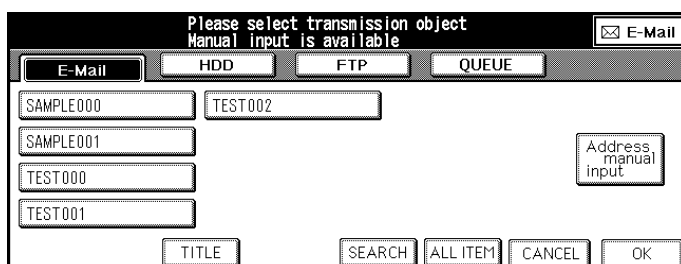 Please select transmission object
Manual input is available
E-Mail
E-Mail HDD FTP QUEUE
SAMPLE000 TEST002
SAMPLE001
TEST000
TEST001
Address
manual
input
TITLE SEARCH ALL ITEM CANCEL OK